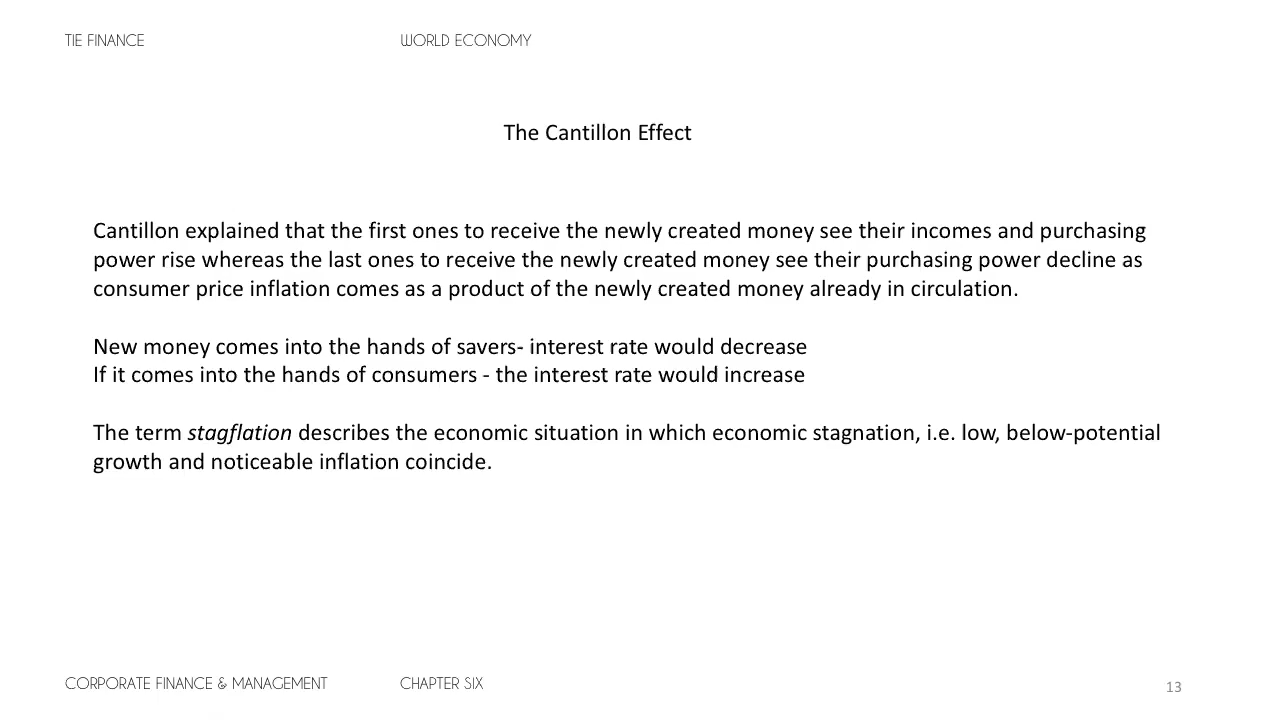 TIE FINANCE
WORLD ECONOMY
The Cantillon Effect
Cantillon explained that the first ones to receive the newly created money see their incomes and purchasing
power rise whereas the last ones to receive the newly created money see their purchasing power decline as
consumer price inflation comes as a product of the newly created money already in circulation.
New money comes into the hands of savers- interest rate would decrease
If it comes into the hands of consumers - the interest rate would increase
The term stagflation describes the economic situation in which economic stagnation, i.e. low, below-potential
growth and noticeable inflation coincide.
CORPORATE FINANCE & MANAGEMENT
CHAPTER SIX
13